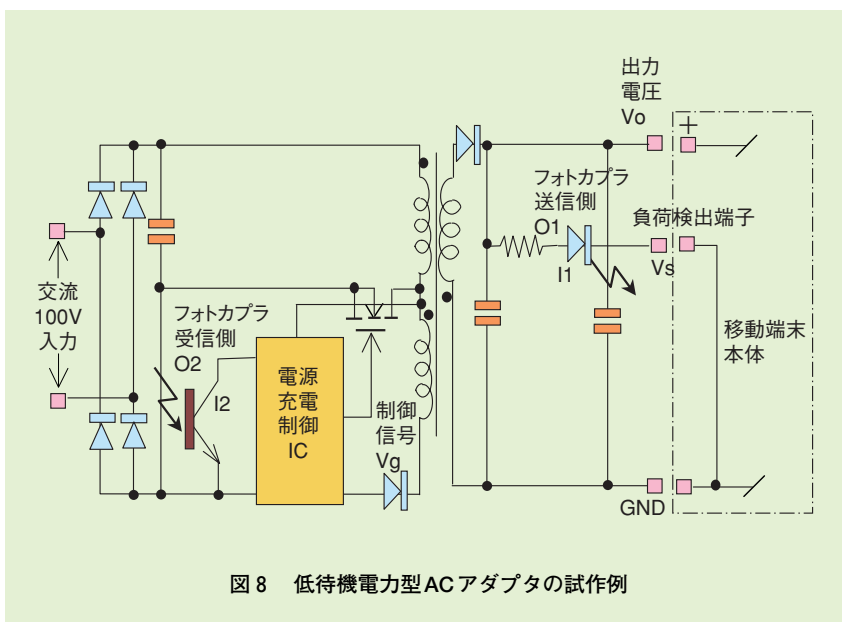 出力
電圧
Vo
＋
フォトカプラ
送信側
O1
I1
負荷検出端子
Vs
交流
100V
入力
フォトカプラ
受信側
O2
I2
電源
充電
制御
IC
制御
信号
Vg
移動端末
本体
GND
図 8　低待機電力型ACアダプタの試作例